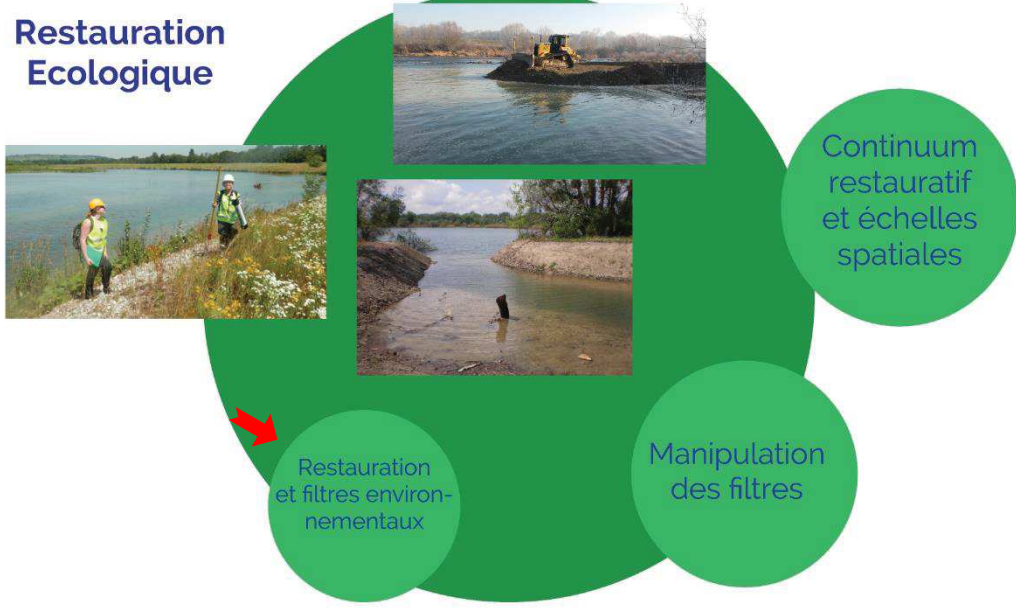 Restauration
Ecologique
Continuum
restauratif
et échelles
spatiales
Manipulation
des filtres
Restauration
et filtres environ-
nementaux